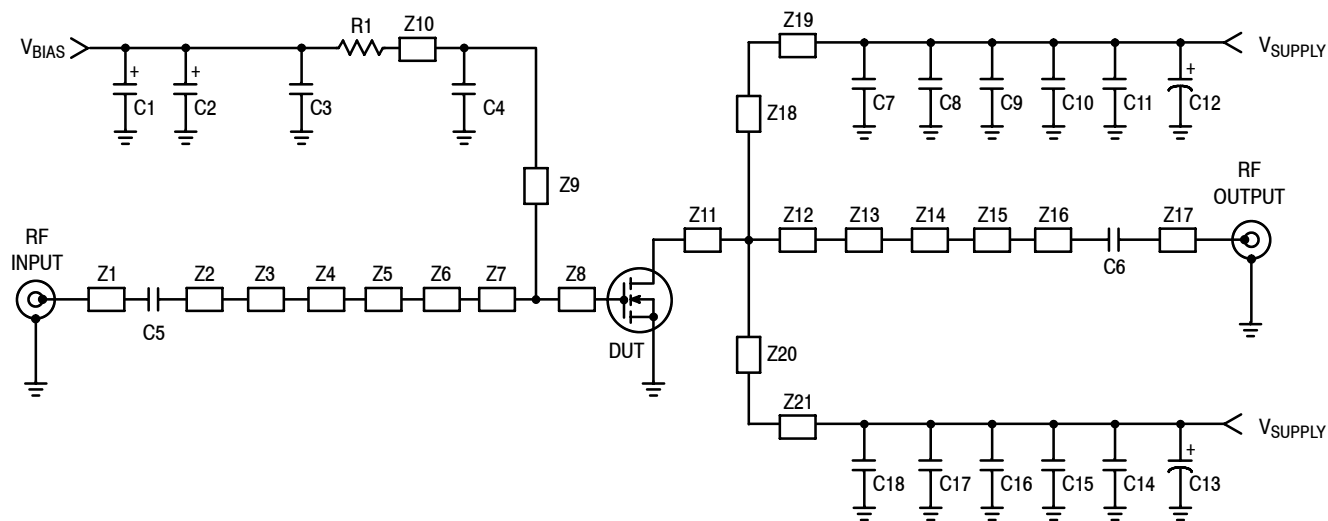 VBIAS
+
C1
+
C2
C3
R1
Z10
C4
Z9
Z19
Z18
C7
C8
C9
C10
C11
+
C12
VSUPPLY
RF
INPUT
Z1
C5
Z2
Z3
Z4
Z5
Z6
Z7
Z8
DUT
Z11
Z12
Z13
Z14
Z15
Z16
C6
Z17
RF
OUTPUT
Z20
Z21
C18
C17
C16
C15
C14
+
C13
VSUPPLY